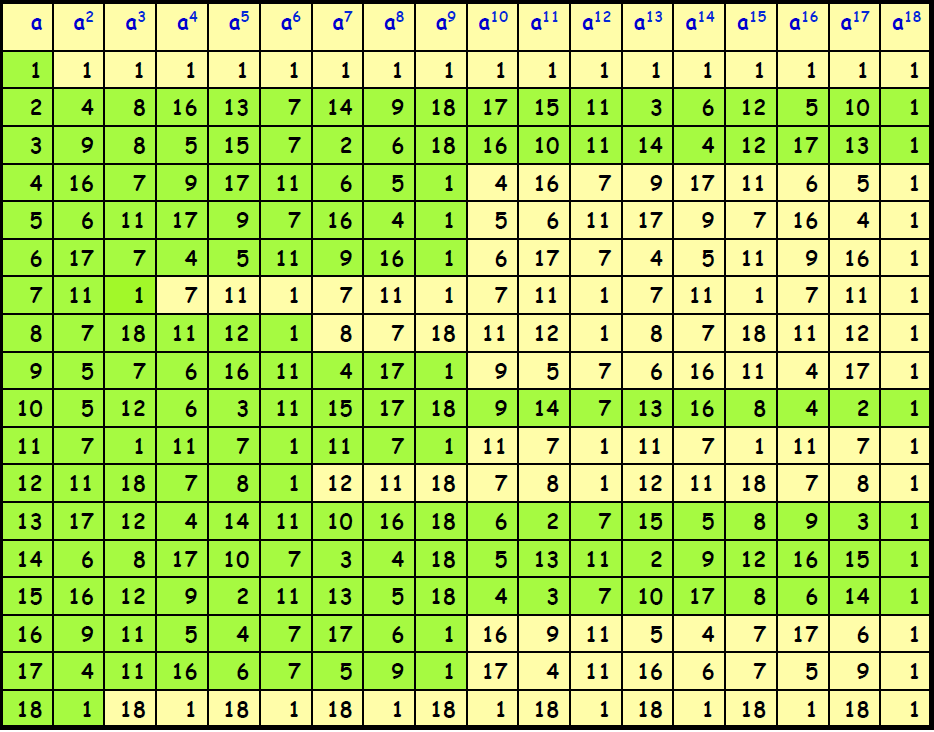 a a² a³ a⁴ a⁵ a⁶ a⁷ a⁸ a⁹ a¹⁰ a¹¹ a¹² a¹³ a¹⁴ a¹⁵ a¹⁶ a¹⁷ a¹⁸
1 1 1 1 1 1 1 1 1 1 1 1 1 1 1 1 1 1
2 4 8 16 13 7 14 9 18 17 15 11 3 6 12 5 10 1
3 9 8 5 15 7 2 6 18 16 10 11 14 4 12 17 13 1
4 16 7 9 17 11 6 5 1 4 16 7 9 17 11 6 5 1
5 6 11 17 9 7 16 4 1 5 6 11 17 9 7 16 4 1
6 17 7 4 5 11 9 16 1 6 17 7 4 5 11 9 16 1
7 11 1 7 11 1 7 11 1 7 11 1 7 11 1 7 11 1
8 7 18 11 12 1 8 7 18 11 12 1 8 7 18 11 12 1
9 5 7 6 16 11 4 17 1 9 5 7 6 16 11 4 17 1
10 5 12 6 3 11 15 17 18 9 14 7 13 16 8 4 2 1
11 7 1 11 7 1 11 7 1 11 7 1 11 7 1 11 7 1
12 11 18 7 8 1 12 11 18 7 8 1 12 11 18 7 8 1
13 17 12 4 14 11 10 16 18 6 2 7 15 5 8 9 3 1
14 6 8 17 10 7 3 4 18 5 13 11 2 9 12 16 15 1
15 16 12 9 2 11 13 5 18 4 3 7 10 17 8 6 14 1
16 9 11 5 4 7 17 6 1 16 9 11 5 4 7 17 6 1
17 4 11 16 6 7 5 9 1 17 4 11 16 6 7 5 9 1
18 1 18 1 18 1 18 1 18 1 18 1 18 1 18 1 18 1